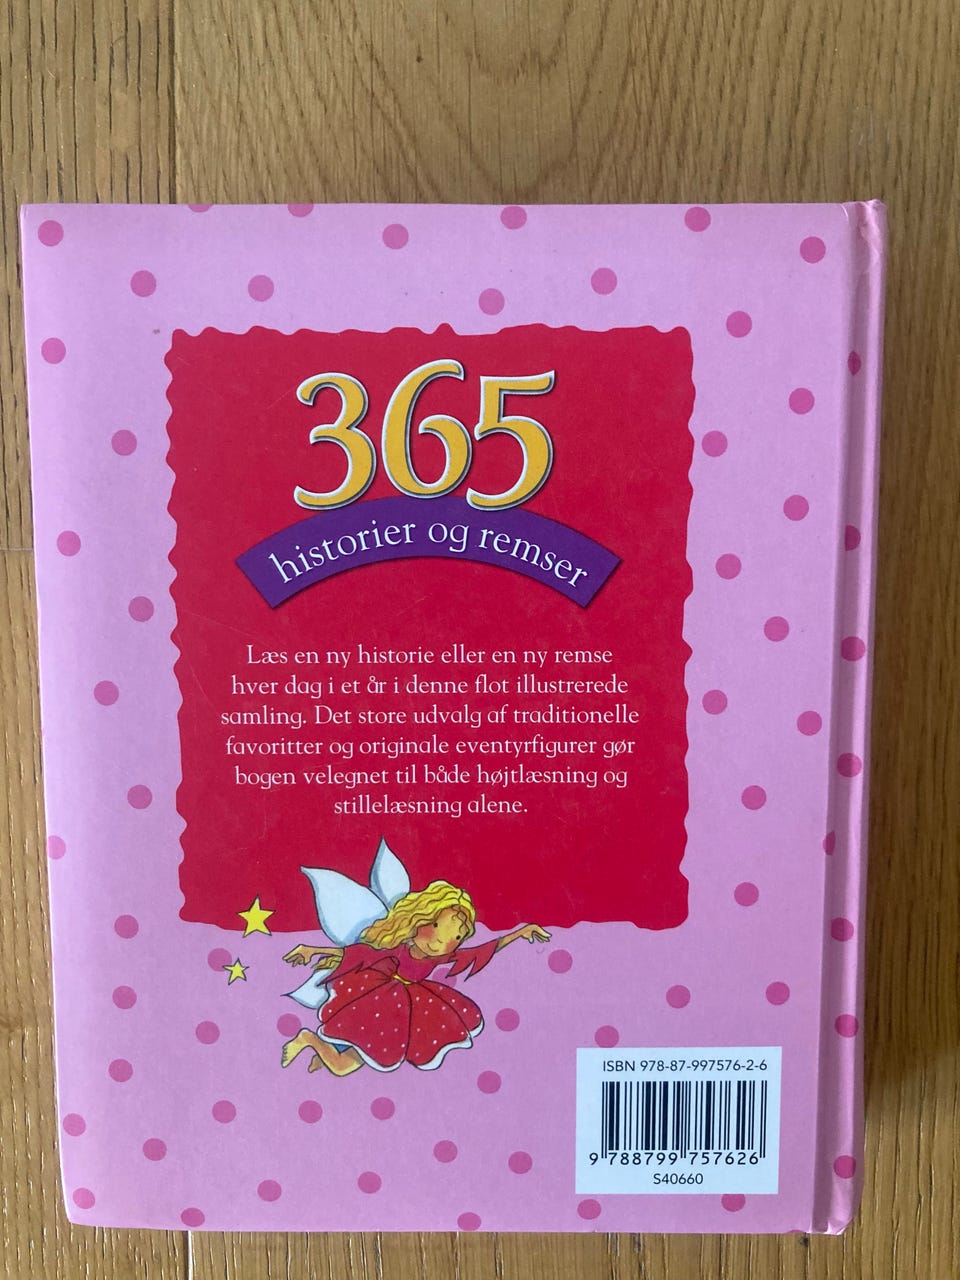 365
historier og remser
Læs en ny historie eller en ny remse
hver dag i et år i denne flot illustrerede
samling. Det store udvalg af traditionelle
favoritter og originale eventyrfigurer gør
bogen velegnet til både højtlæsning og
stillelæsning alene.
ISBN 978-87-997576-2-6
9 788799 757626
S40660